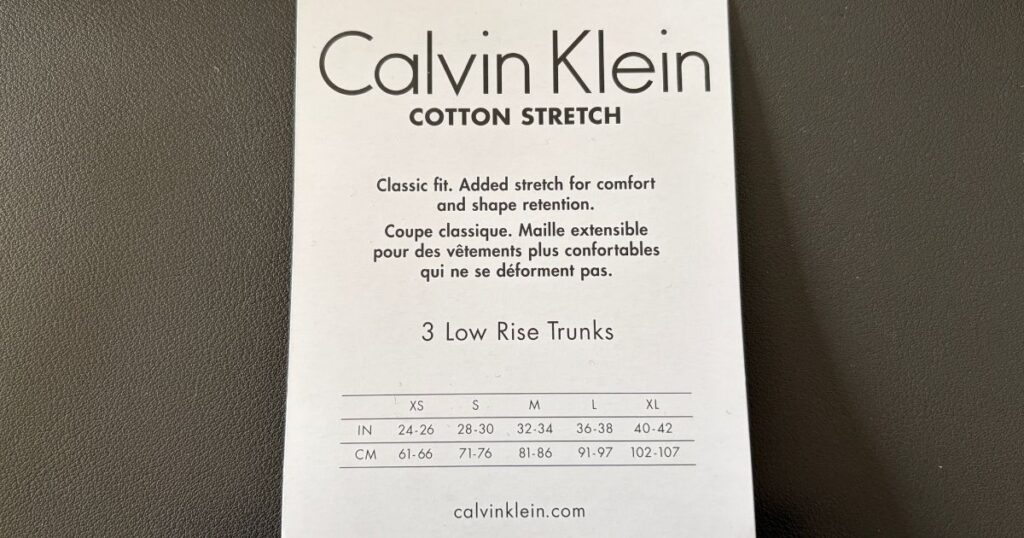 Calvin Klein
COTTON STRETCH
Classic fit. Added stretch for comfort
and shape retention.
Coupe classique. Maille extensible
pour des vêtements plus confortables
qui ne se déforment pas.
3 Low Rise Trunks
XS S M L XL
IN 24-26 28-30 32-34 36-38 40-42
CM 61-66 71-76 81-86 91-97 102-107
calvinklein.com